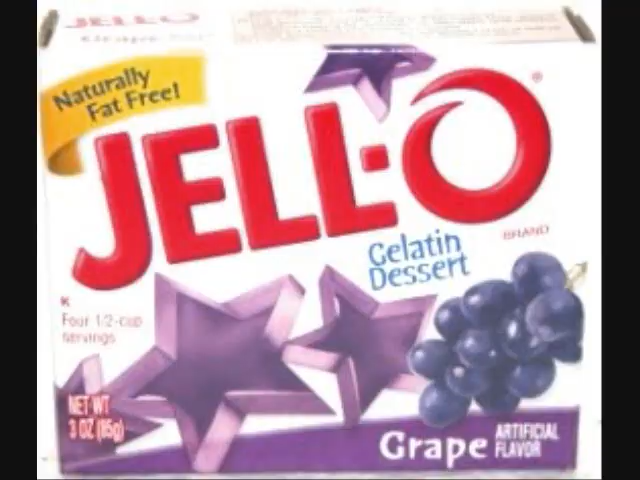 JELL-O
Naturally
Fat Free!
JELL-O
®
BRAND
Gelatin
Dessert
K
Four 1/2-cup
servings
NET WT
3 OZ (85g)
Grape ARTIFICIAL
FLAVOR